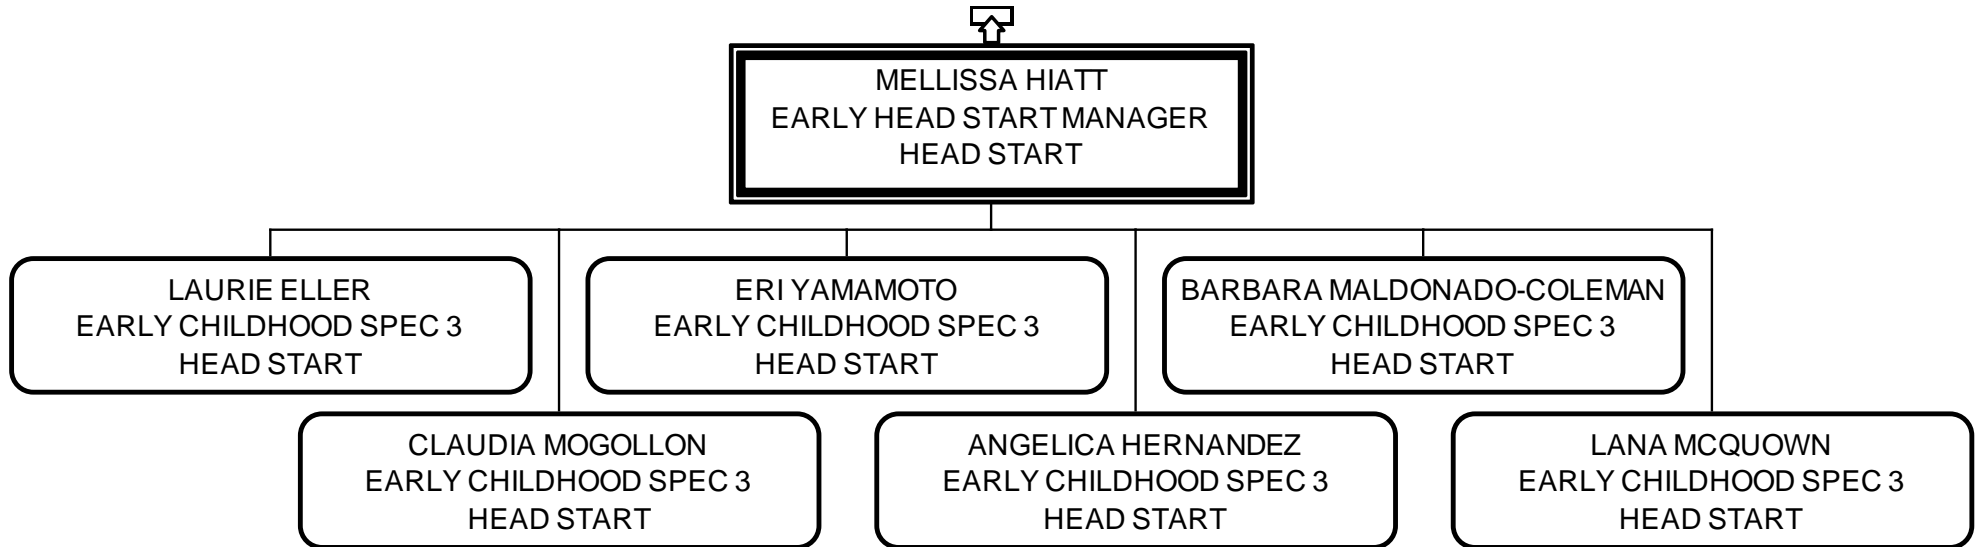 MELLISSA HIATT
EARLY HEAD START MANAGER
HEAD START
LAURIE ELLER
EARLY CHILDHOOD SPEC 3
HEAD START
ERI YAMAMOTO
EARLY CHILDHOOD SPEC 3
HEAD START
BARBARA MALDONADO-COLEMAN
EARLY CHILDHOOD SPEC 3
HEAD START
CLAUDIA MOGOLLON
EARLY CHILDHOOD SPEC 3
HEAD START
ANGELICA HERNANDEZ
EARLY CHILDHOOD SPEC 3
HEAD START
LANA MCQUOWN
EARLY CHILDHOOD SPEC 3
HEAD START